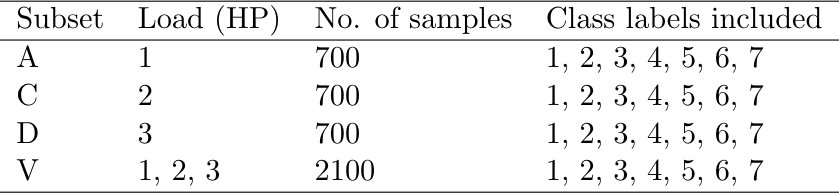 Subset Load (HP) No. of samples Class labels included
A 1 700 1, 2, 3, 4, 5, 6, 7
C 2 700 1, 2, 3, 4, 5, 6, 7
D 3 700 1, 2, 3, 4, 5, 6, 7
V 1, 2, 3 2100 1, 2, 3, 4, 5, 6, 7